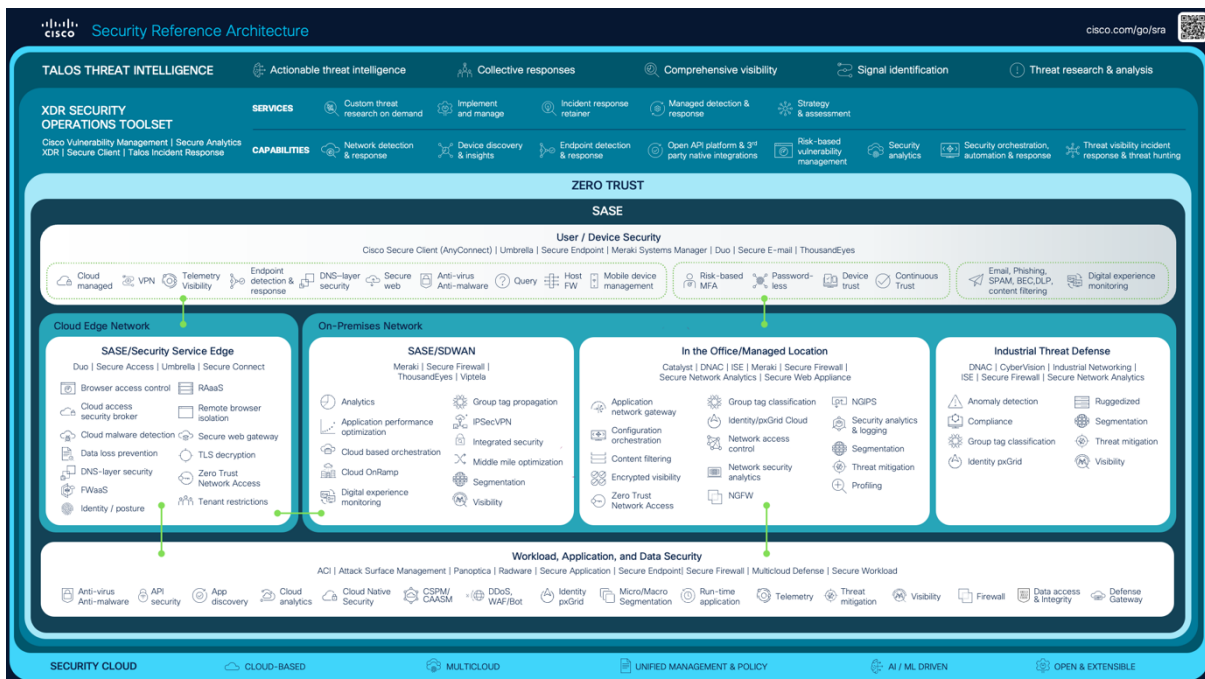 CISCO
Security Reference Architecture
cisco.com/go/sra
TALOS THREAT INTELLIGENCE
Actionable threat intelligence
Collective responses
Comprehensive visibility
Signal identification
Threat research & analysis
XDR SECURITY
OPERATIONS TOOLSET
Cisco Vulnerability Management | Secure Analytics
XDR | Secure Client | Talos Incident Response
SERVICES
Custom threat
research on demand
Implement
and manage
Incident response
retainer
Managed detection &
response
Strategy
& assessment
CAPABILITIES
Network detection
& response
Device discovery
& insights
Endpoint detection
& response
Open API platform & 3rd
party native integrations
Risk-based
vulnerability
management
Security
analytics
Security orchestration,
automation & response
Threat visibility incident
response & threat hunting
ZERO TRUST
SASE
User / Device Security
Cisco Secure Client (AnyConnect) | Umbrella | Secure Endpoint | Meraki Systems Manager | Duo | Secure E-mail | ThousandEyes
Cloud
managed
VPN
Telemetry
Visibility
Endpoint
detection &
response
DNS-layer
security
Secure
web
Anti-virus
Anti-malware
Query
Host
FW
Mobile device
management
Risk-based
MFA
Password-
less
Device
trust
Continuous
Trust
Email, Phishing,
SPAM, BEC,DLP,
content filtering
Digital experience
monitoring
Cloud Edge Network
SASE/Security Service Edge
Duo | Secure Access | Umbrella | Secure Connect
Browser access control
Cloud access
security broker
Cloud malware detection
Data loss prevention
DNS-layer security
FWaaS
Identity / posture
RAaaS
Remote browser
isolation
Secure web gateway
TLS decryption
Zero Trust
Network Access
Tenant restrictions
On-Premises Network
SASE/SDWAN
Meraki | Secure Firewall |
ThousandEyes | Viptela
Analytics
Application performance
optimization
Cloud based orchestration
Cloud OnRamp
Digital experience
monitoring
Group tag propagation
IPSecVPN
Integrated security
Middle mile optimization
Segmentation
Visibility
In the Office/Managed Location
Catalyst | DNAC | ISE | Meraki | Secure Firewall |
Secure Network Analytics | Secure Web Appliance
Application
network gateway
Configuration
orchestration
Content filtering
Encrypted visibility
Zero Trust
Network Access
Group tag classification
Identity/pxGrid Cloud
Network access
control
Network security
analytics
NGFW
NGIPS
Security analytics
& logging
Segmentation
Threat mitigation
Profiling
Industrial Threat Defense
DNAC | CyberVision | Industrial Networking |
ISE | Secure Firewall | Secure Network Analytics
Anomaly detection
Compliance
Group tag classification
Identity pxGrid
Ruggedized
Segmentation
Threat mitigation
Visibility
Workload, Application, and Data Security
ACI | Attack Surface Management | Panoptica | Radware | Secure Application | Secure Endpoint| Secure Firewall | Multicloud Defense | Secure Workload
Anti-virus
Anti-malware
API
security
App
discovery
Cloud
analytics
Cloud Native
Security
CSPM/
CAASM
DDoS,
WAF/Bot
Identity
pxGrid
Micro/Macro
Segmentation
Run-time
application
Telemetry
Threat
mitigation
Visibility
Firewall
Data access
& Integrity
Defense
Gateway
SECURITY CLOUD
CLOUD-BASED
MULTICLOUD
UNIFIED MANAGEMENT & POLICY
AI / ML DRIVEN
OPEN & EXTENSIBLE